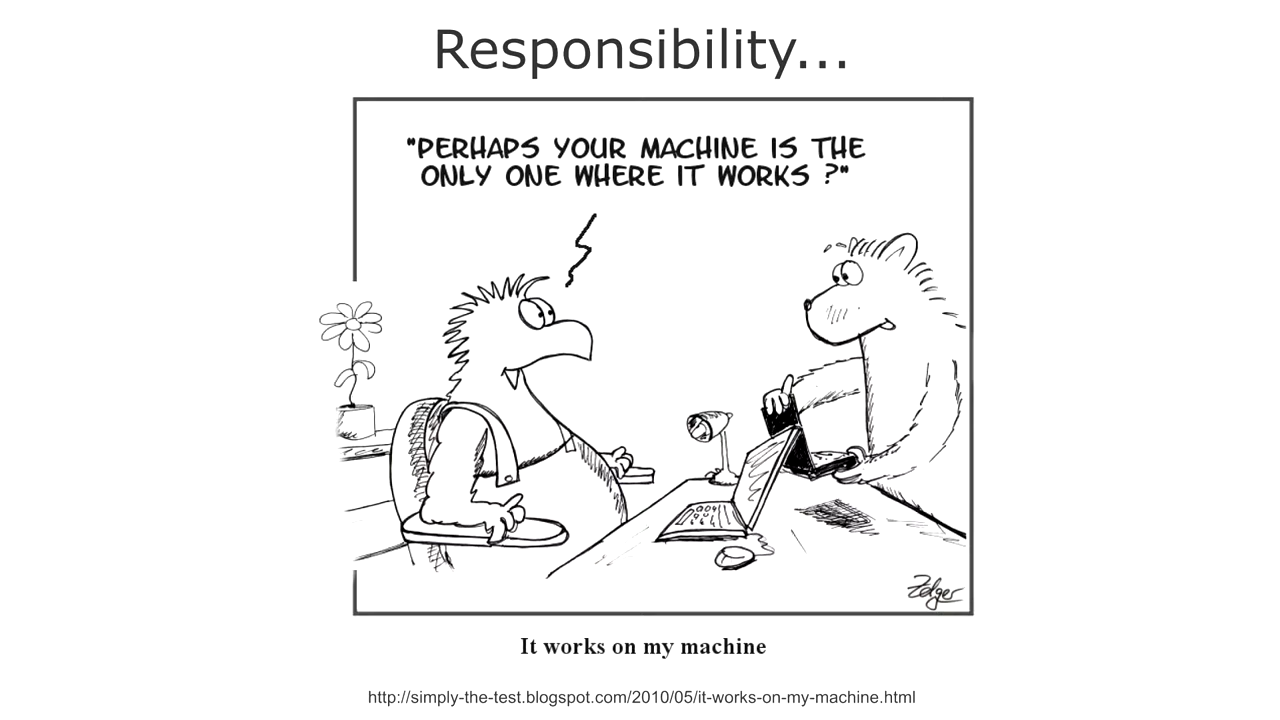 Responsibility...
"PERHAPS YOUR MACHINE IS THE
ONLY ONE WHERE IT WORKS ?"
Zelger
It works on my machine
http://simply-the-test.blogspot.com/2010/05/it-works-on-my-machine.html